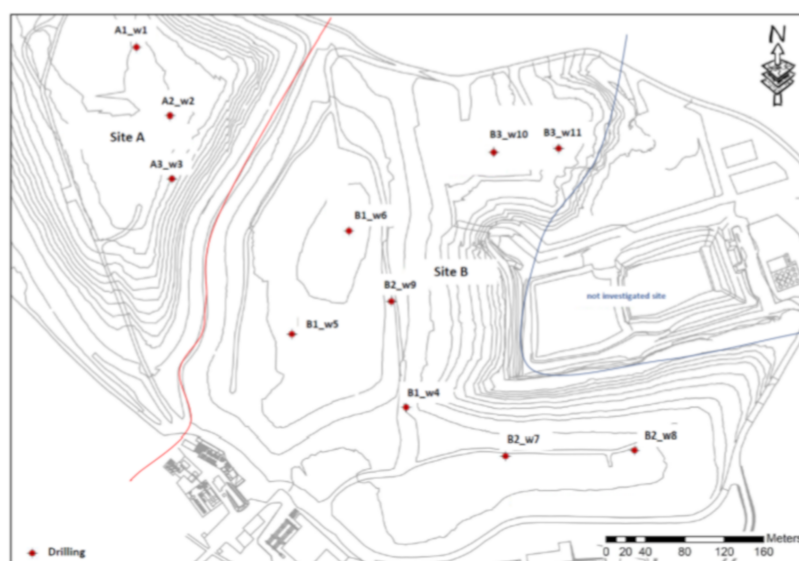 A1_w1
N
A2_w2
Site A
B3_w10
B3_w11
A3_w3
B1_w6
Site B
B2_w9
not investigated site
B1_w5
B1_w4
B2_w7
B2_w8
Drilling
Meters
0 20 40 80 120 160